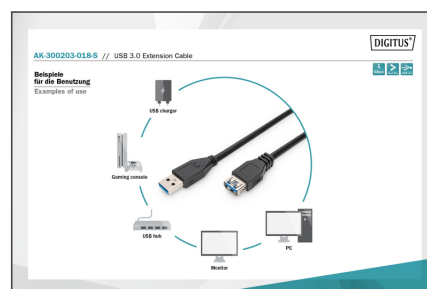 DIGITUS®
AK-300203-018-S // USB 3.0 Extension Cable
Beispiele
für die Benutzung
Examples of use
USB charger
Gaming console
USB hub
Monitor
PC